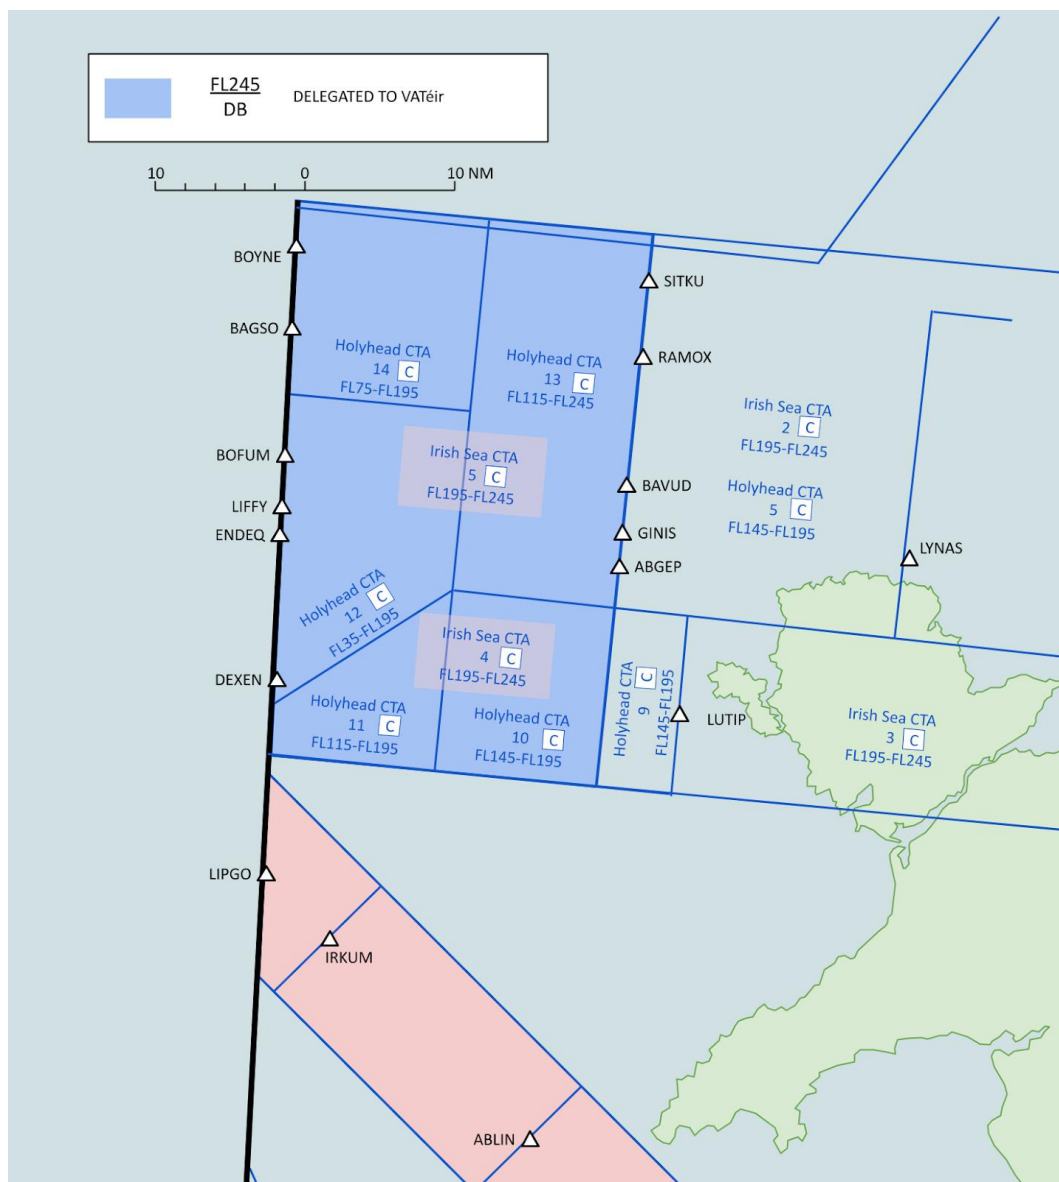 FL245
DB
DELEGATED TO VATéir
10 0 10 NM
BOYNE
SITKU
BAGSO
RAMOX
Holyhead CTA
14 C
FL75-FL195
Holyhead CTA
13 C
FL115-FL245
Irish Sea CTA
2 C
FL195-FL245
BOFUM
Irish Sea CTA
5 C
FL195-FL245
BAVUD
Holyhead CTA
5 C
FL145-FL195
LIFFY
ENDEQ
GINIS
ABGEP
LYNAS
Holyhead CTA
12 C
FL35-FL195
Irish Sea CTA
4 C
FL195-FL245
DEXEN
Holyhead CTA
11 C
FL115-FL195
Holyhead CTA
10 C
FL145-FL195
Holyhead CTA
9 C
FL145-FL195
LUTIP
Irish Sea CTA
3 C
FL195-FL245
LIPGO
IRKUM
ABLIN